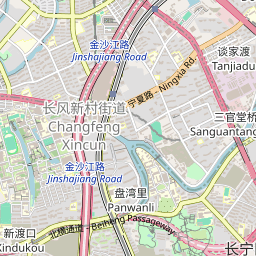 金沙江路
Jinshajiang Road
谈家渡
Tanjiadu
宁夏路 - Ningxia Rd.
长风新村街道
Changfeng
Xincun
三官堂桥
Sanguantang
金沙江路
Jinshajiang Road
盘湾里
Panwanli
北横通道 - Beiheng Passageway
新渡口
Xindukou
长宁